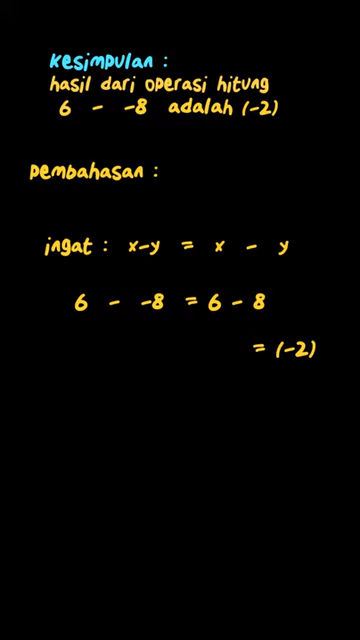 Kesimpulan :
hasil dari operasi hitung
6 - -8 adalah (-2)
pembahasan :
ingat : x-y = x - y
6 - -8 = 6 - 8
= (-2)